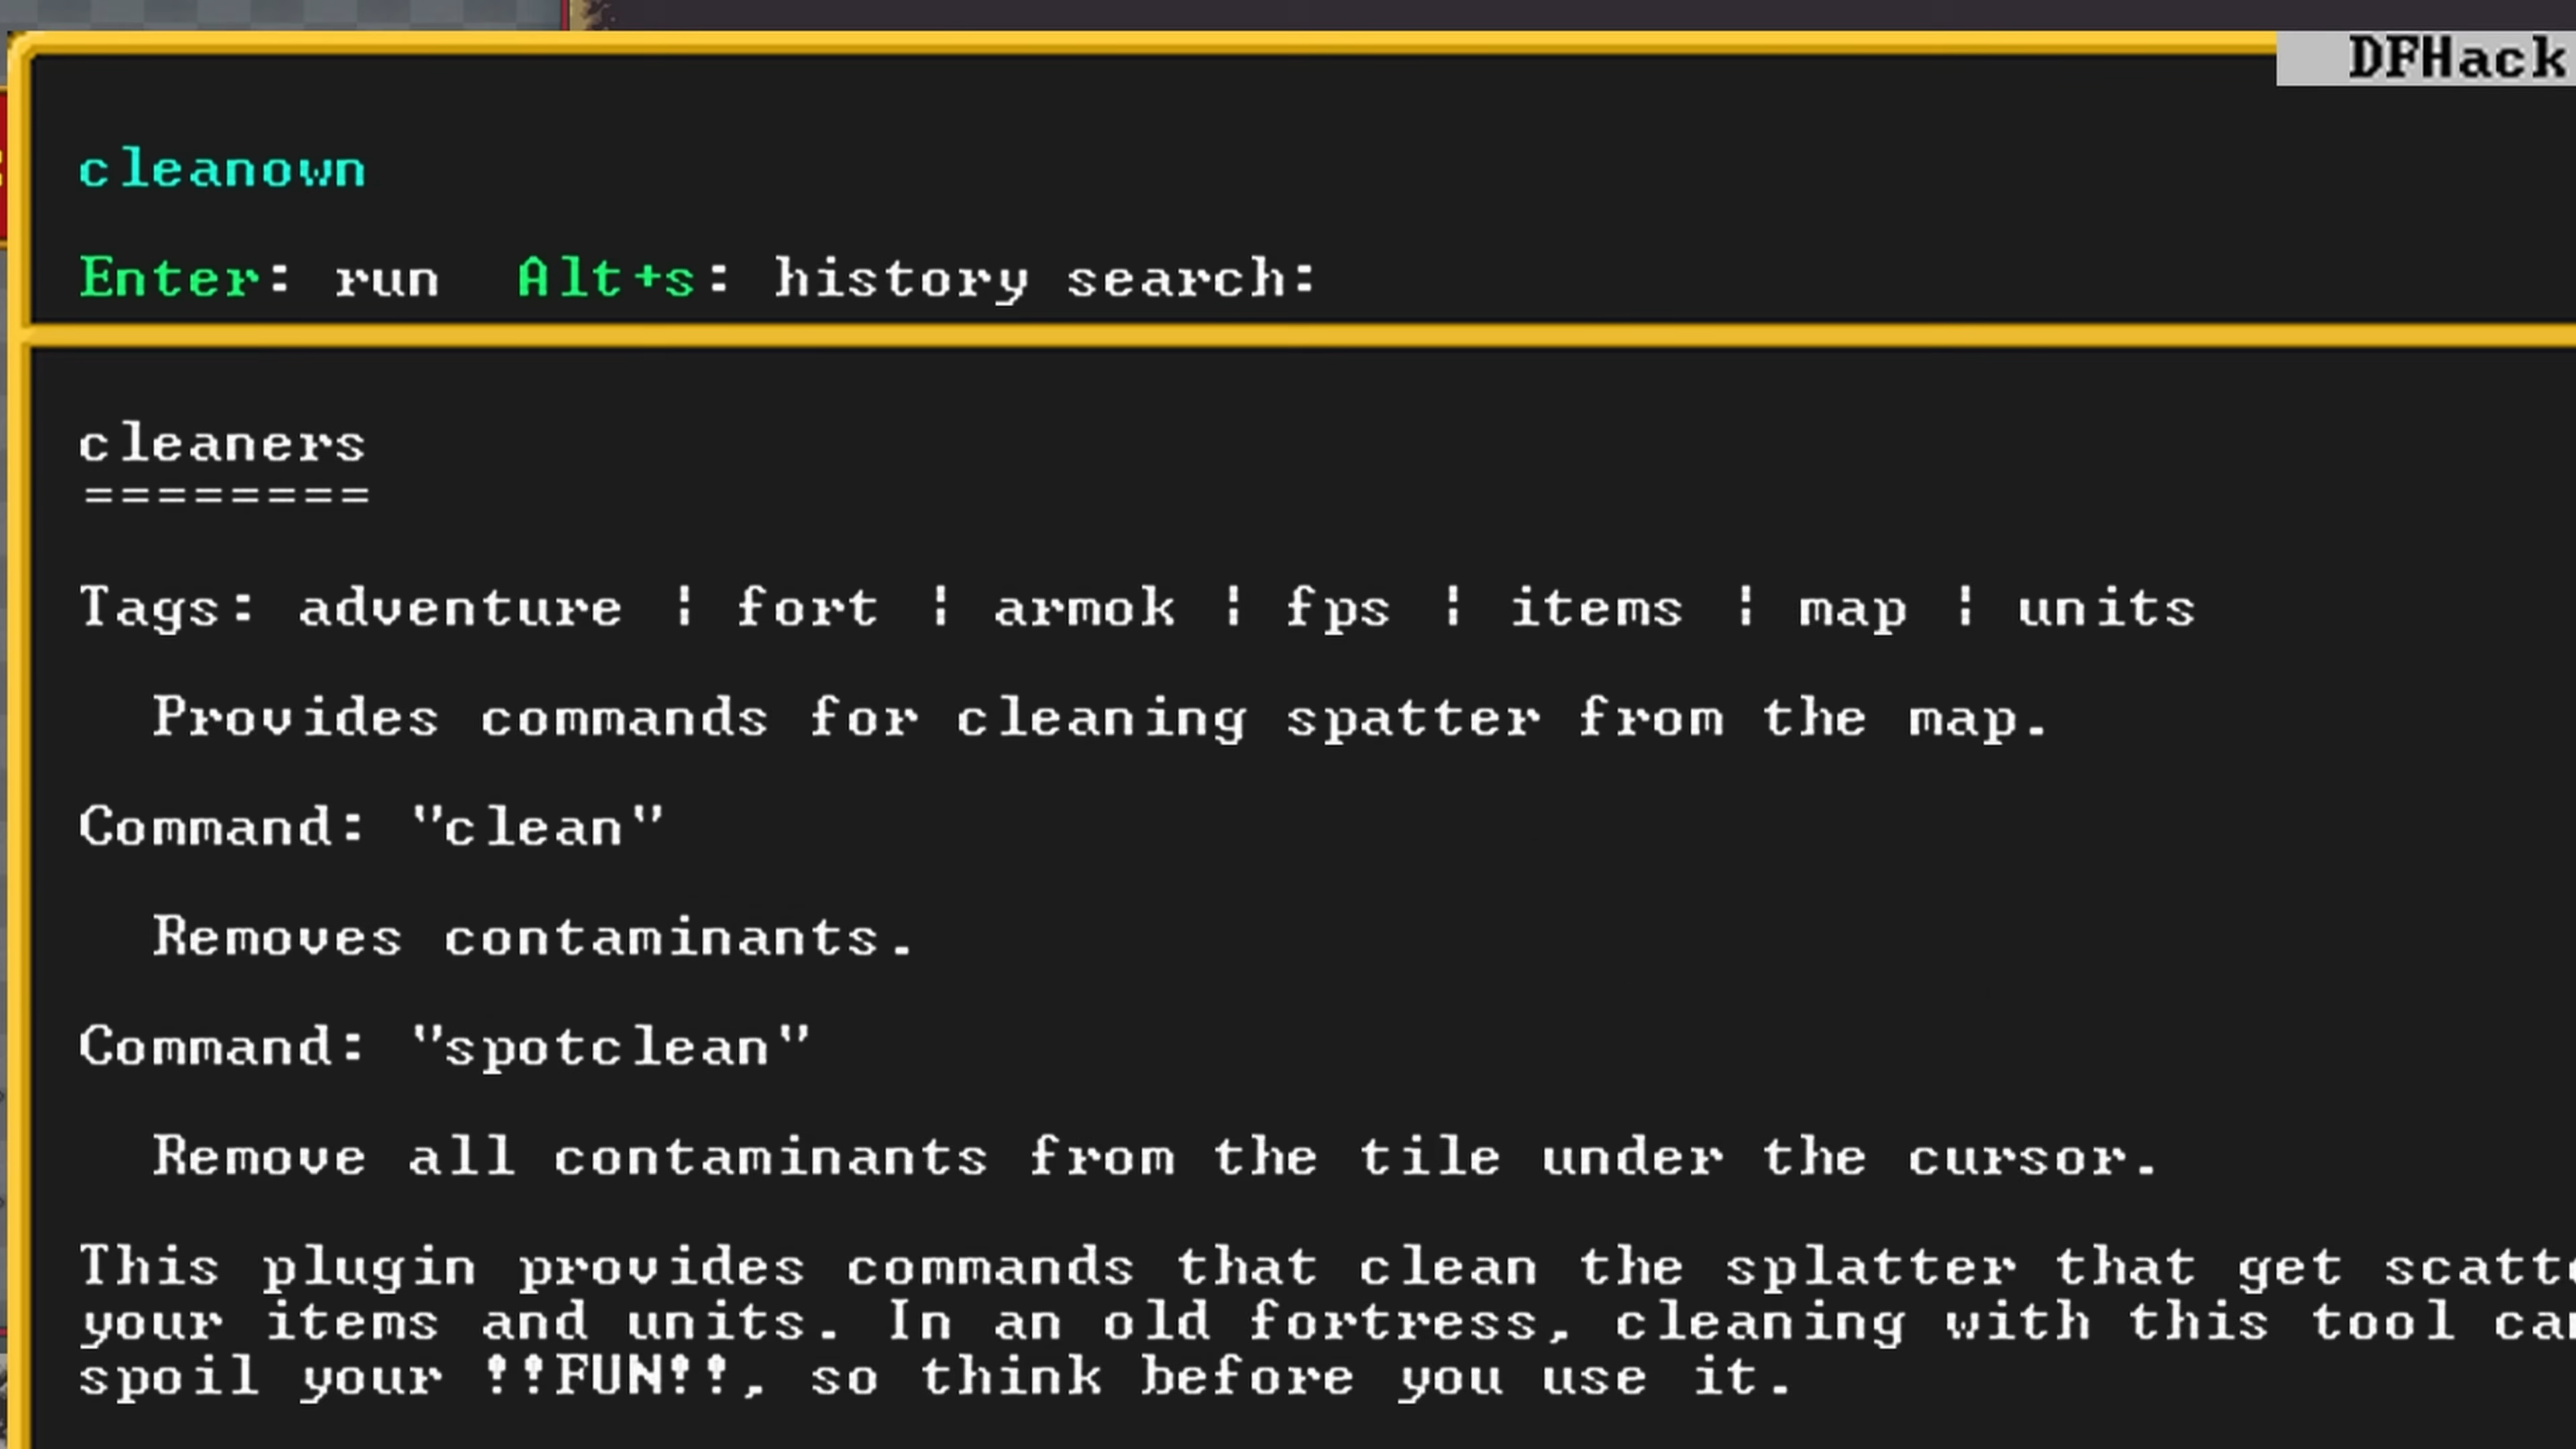 DFHack
cleanown
Enter: run  Alt+s: history search:
cleaners
========
Tags: adventure | fort | armok | fps | items | map | units
Provides commands for cleaning spatter from the map.
Command: "clean"
Removes contaminants.
Command: "spotclean"
Remove all contaminants from the tile under the cursor.
This plugin provides commands that clean the splatter that get
your items and units. In an old fortress, cleaning with this tool
spoil your !!FUN!!, so think before you use it.